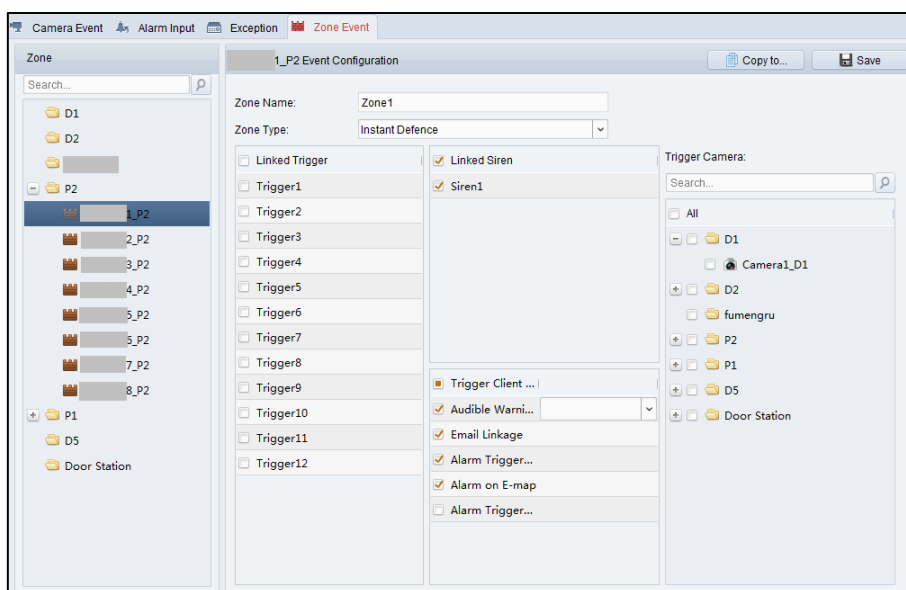 Camera Event Alarm Input Exception Zone Event
Zone
Search...
D1
D2
P2
1_P2
2_P2
3_P2
4_P2
5_P2
5_P2
7_P2
8_P2
P1
D5
Door Station
1_P2 Event Configuration
Copy to...
Save
Zone Name: Zone1
Zone Type: Instant Defence
Linked Trigger
Trigger1
Trigger2
Trigger3
Trigger4
Trigger5
Trigger6
Trigger7
Trigger8
Trigger9
Trigger10
Trigger11
Trigger12
Linked Siren
Siren1
Trigger Client ...
Audible Warni...
Email Linkage
Alarm Trigger...
Alarm on E-map
Alarm Trigger...
Trigger Camera:
Search...
All
D1
Camera1_D1
D2
fumengru
P2
P1
D5
Door Station